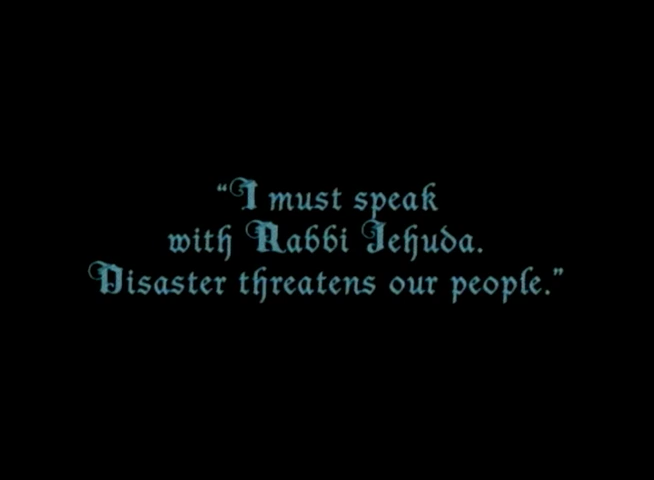 “I must speak
with Rabbi Jehuda.
Disaster threatens our people.”